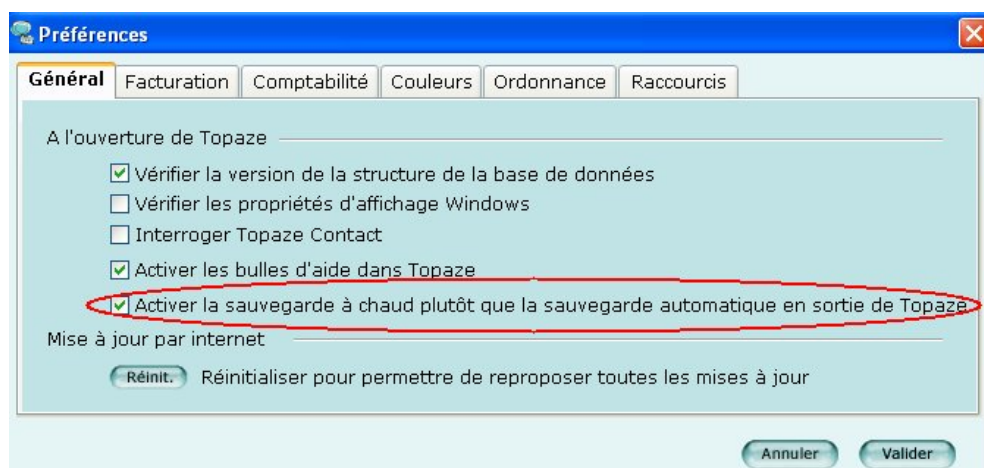 Préférences
Général Facturation Comptabilité Couleurs Ordonnance Raccourcis
A l'ouverture de Topaze
Vérifier la version de la structure de la base de données
Vérifier les propriétés d'affichage Windows
Interroger Topaze Contact
Activer les bulles d'aide dans Topaze
Activer la sauvegarde à chaud plutôt que la sauvegarde automatique en sortie de Topaze
Mise à jour par internet
Réinit. Réinitialiser pour permettre de reproposer toutes les mises à jour
Annuler Valider